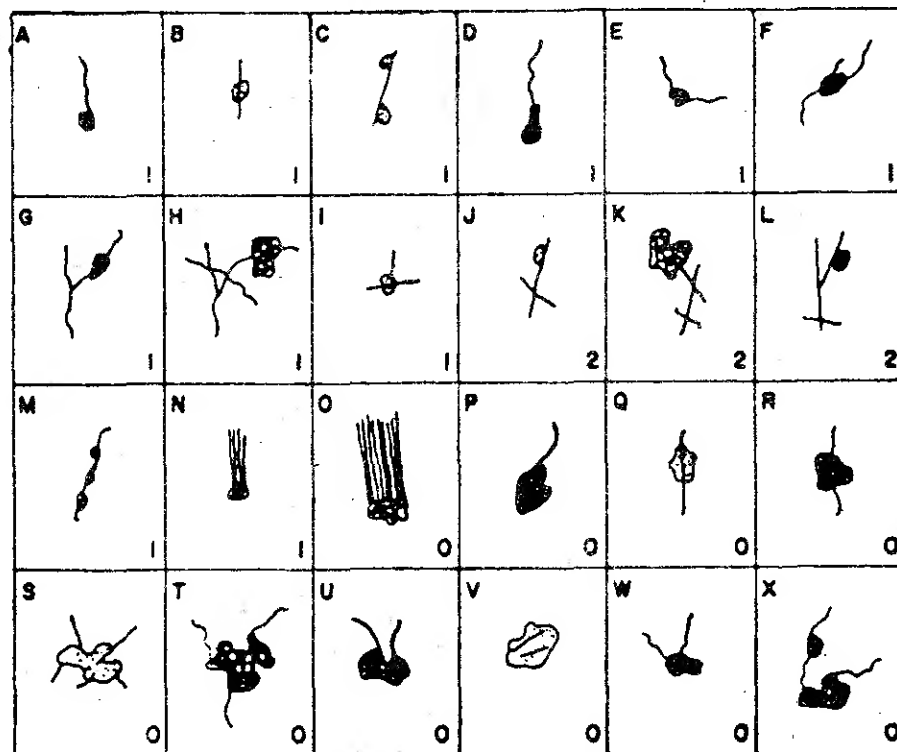 A B C D E F
1 1 1 1 1 1
G H I J K L
1 1 1 2 2 2
M N O P Q R
1 1 0 0 0 0
S T U V W X
0 0 0 0 0 0